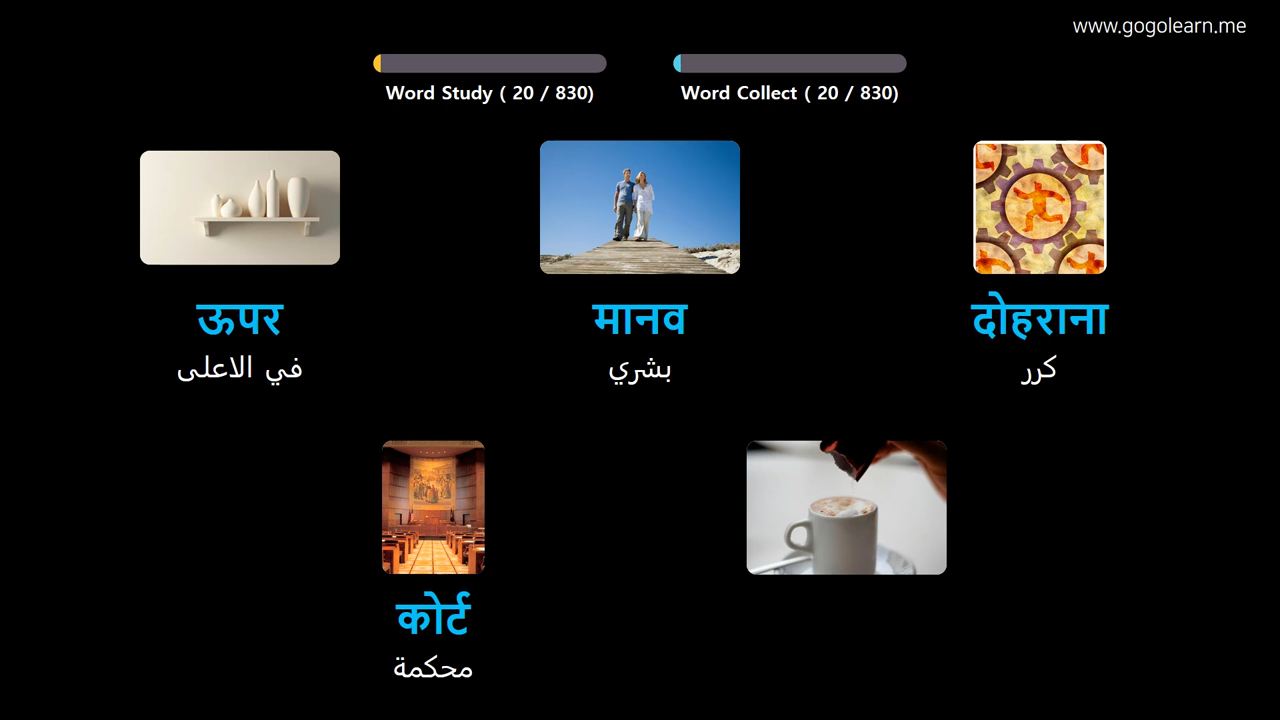 www.gogolearn.me
Word Study ( 20 / 830)
Word Collect ( 20 / 830)
ऊपर
في الاعلى
मानव
بشري
दोहराना
كرر
कोर्ट
محكمة